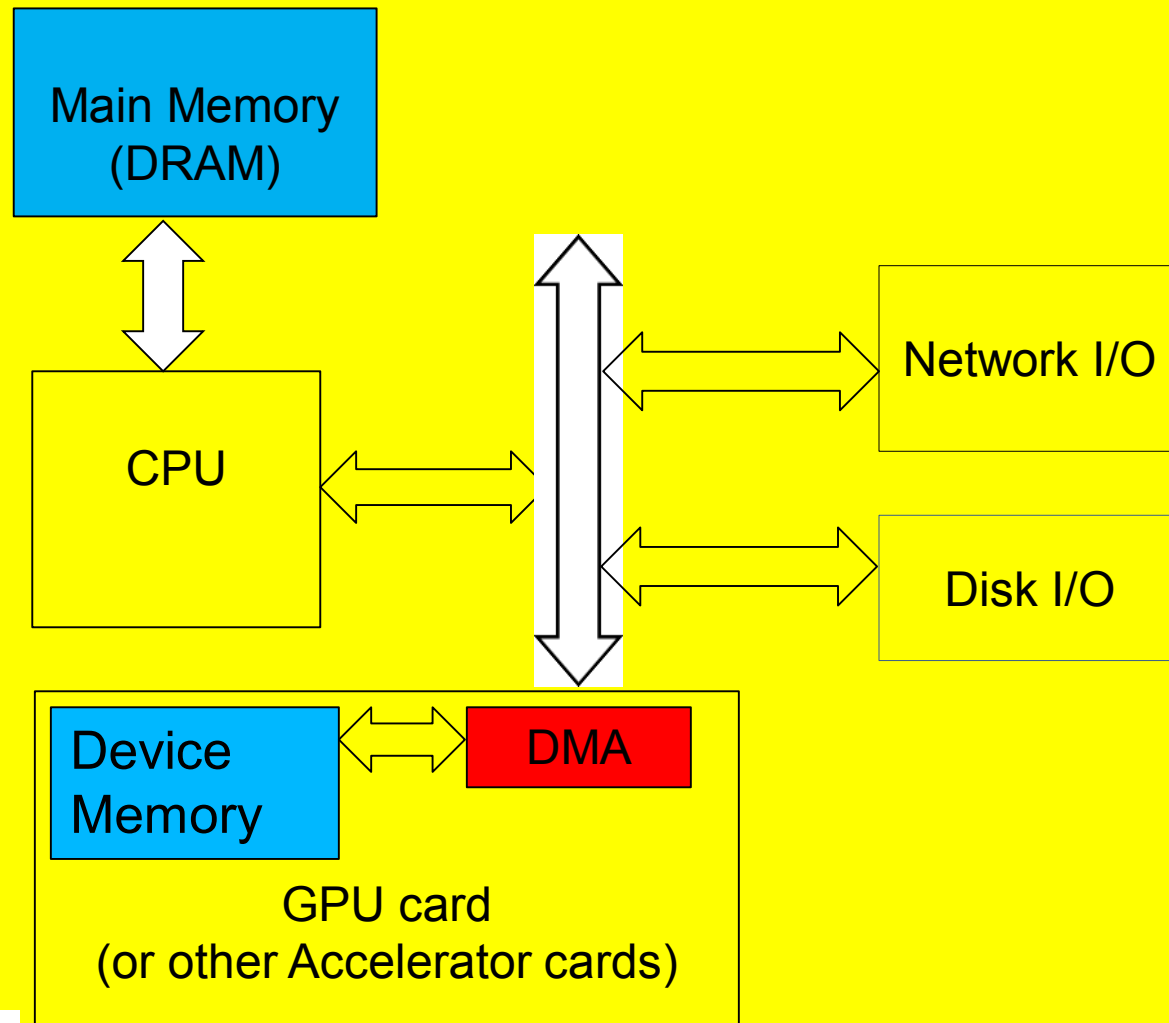 Main Memory
(DRAM)
Network I/O
CPU
Disk I/O
Device
Memory
DMA
GPU card
(or other Accelerator cards)